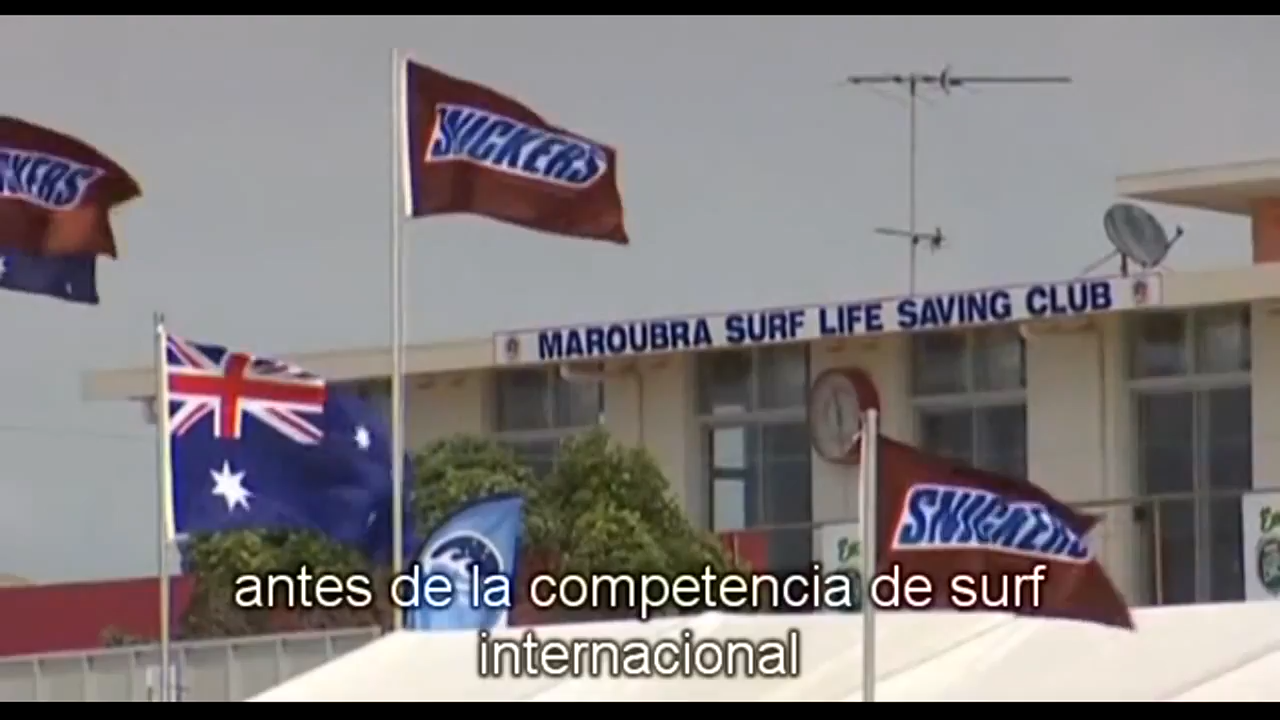 SNICKERS
MAROUBRA SURF LIFE SAVING CLUB
SNICKERS
antes de la competencia de surf
internacional